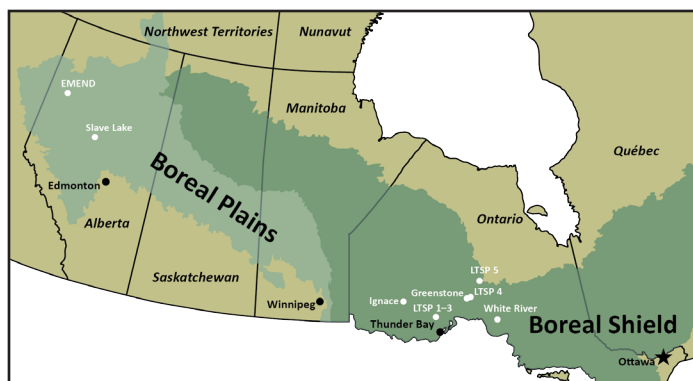 Northwest Territories
Nunavut
EMEND
Manitoba
Slave Lake
Québec
Edmonton
Boreal Plains
Alberta
Ontario
Saskatchewan
LTSP 5
Greenstone
LTSP 4
Winnipeg
Ignace
LTSP 1–3
White River
Thunder Bay
Boreal Shield
Ottawa